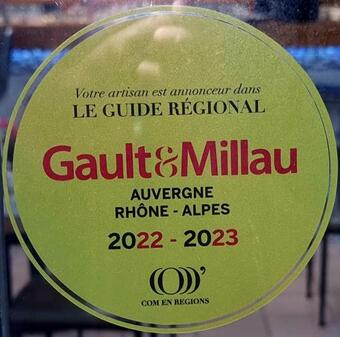 Votre artisan est annonceur dans
LE GUIDE RÉGIONAL
Gault&Millau
AUVERGNE
RHÔNE - ALPES
2022 - 2023
COM EN REGIONS